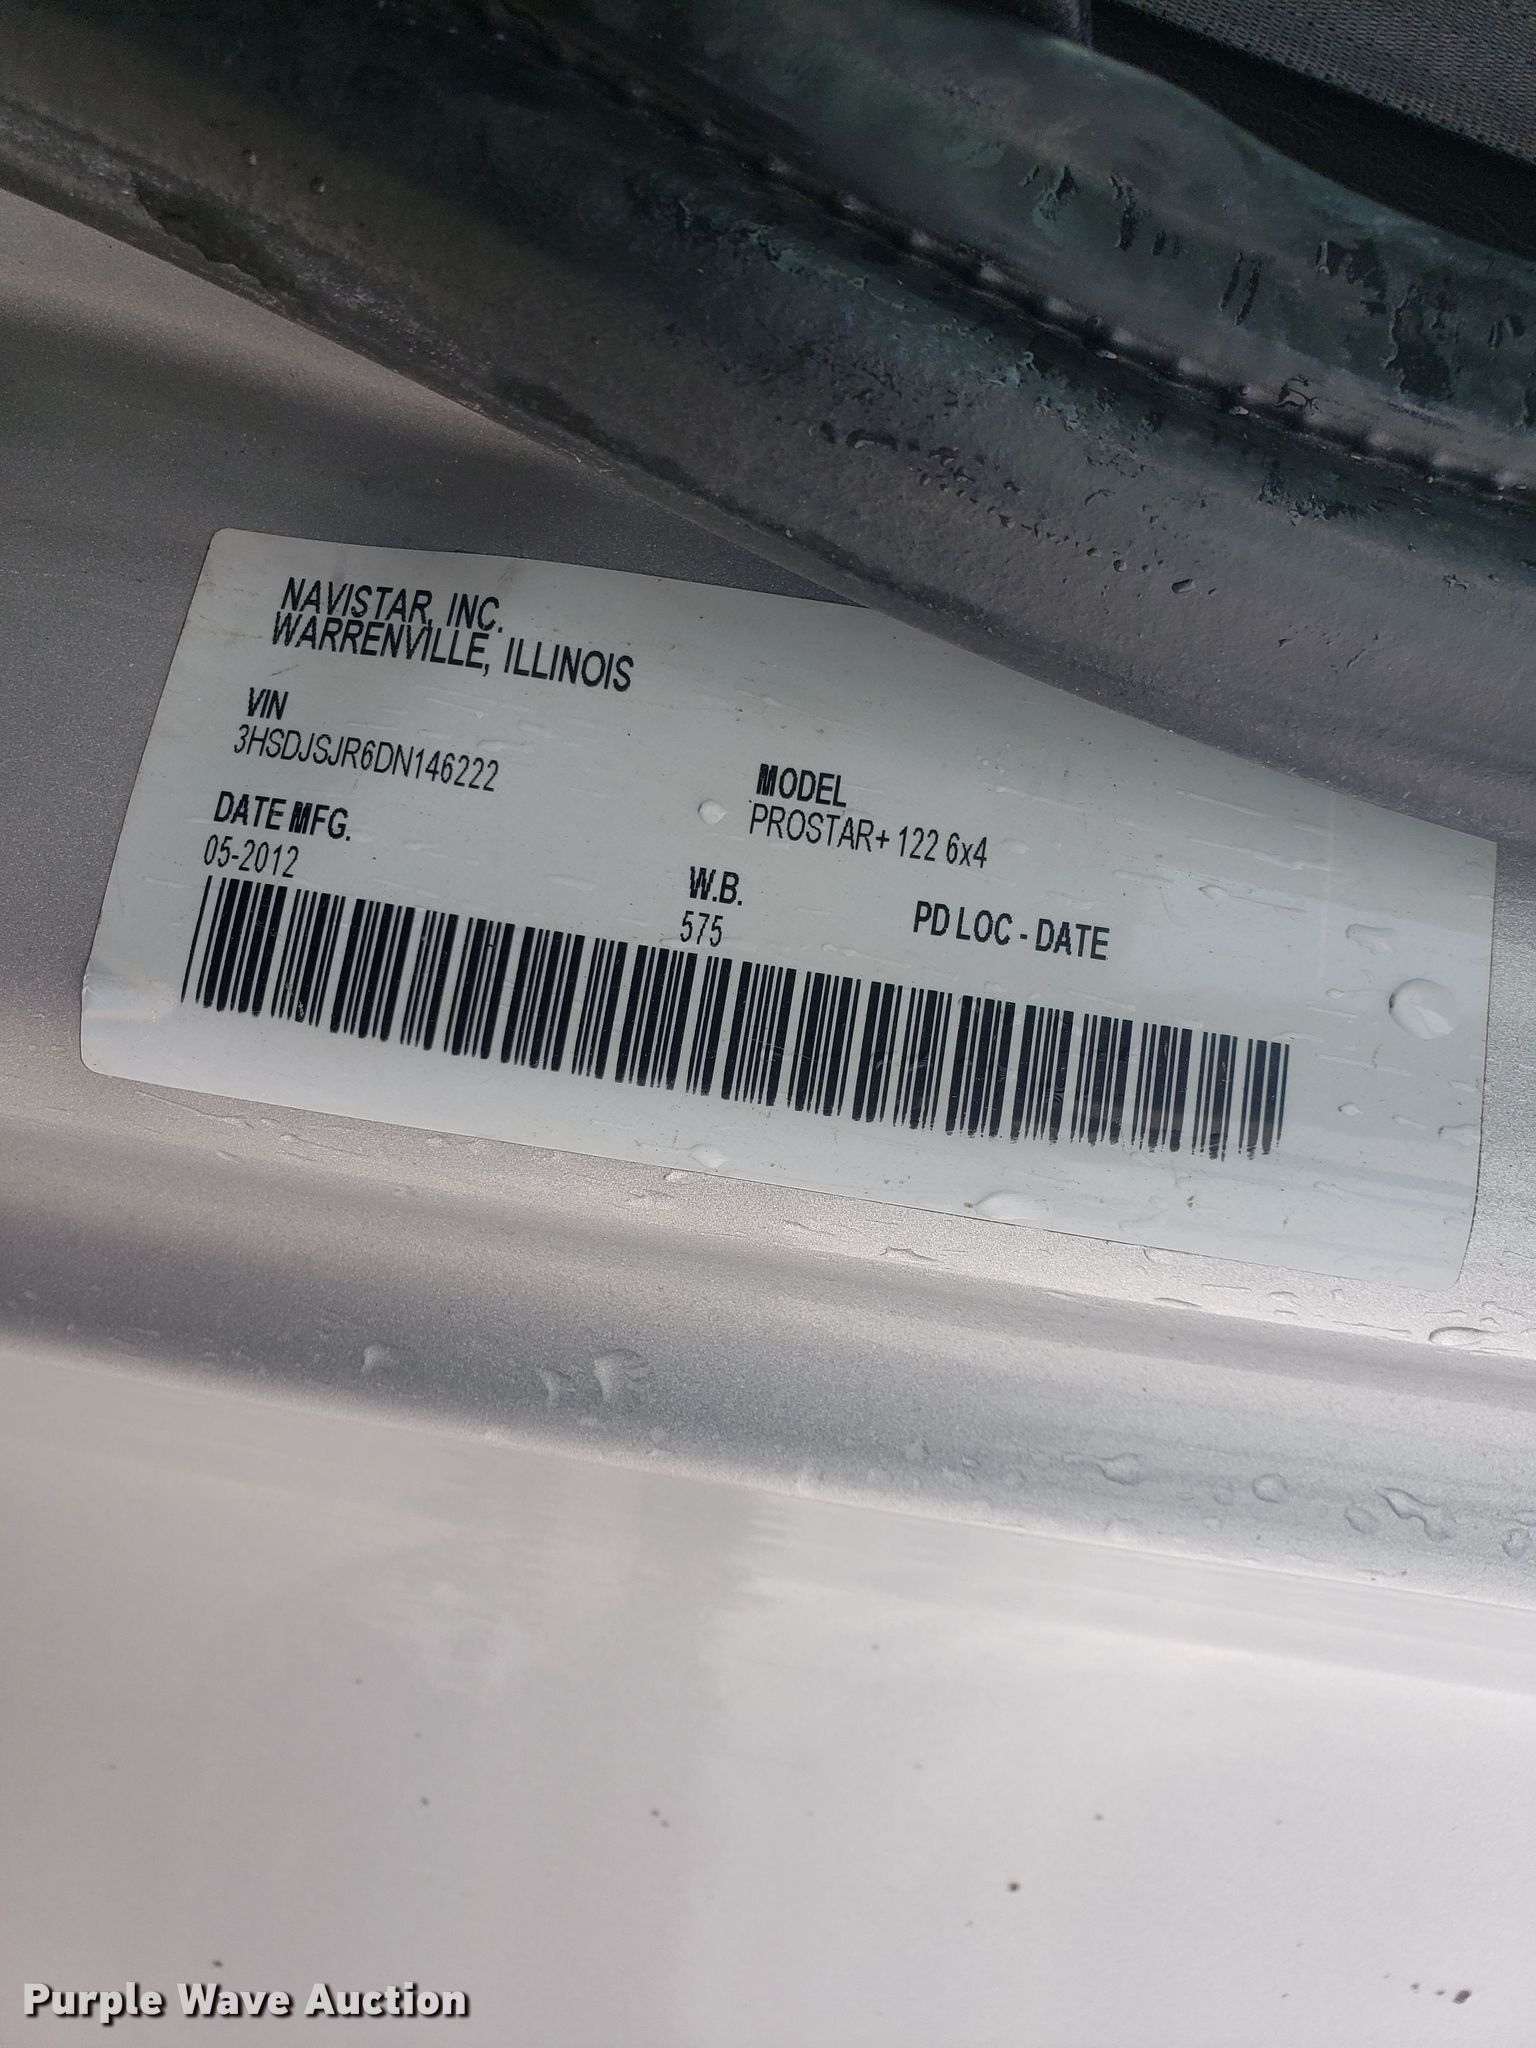 NAVISTAR, INC.
WARRENVILLE, ILLINOIS
VIN
3HSDJSJR6DN146222
MODEL
PROSTAR+ 122 6x4
DATE MFG.
05-2012
W.B.
575
PD LOC - DATE
Purple Wave Auction